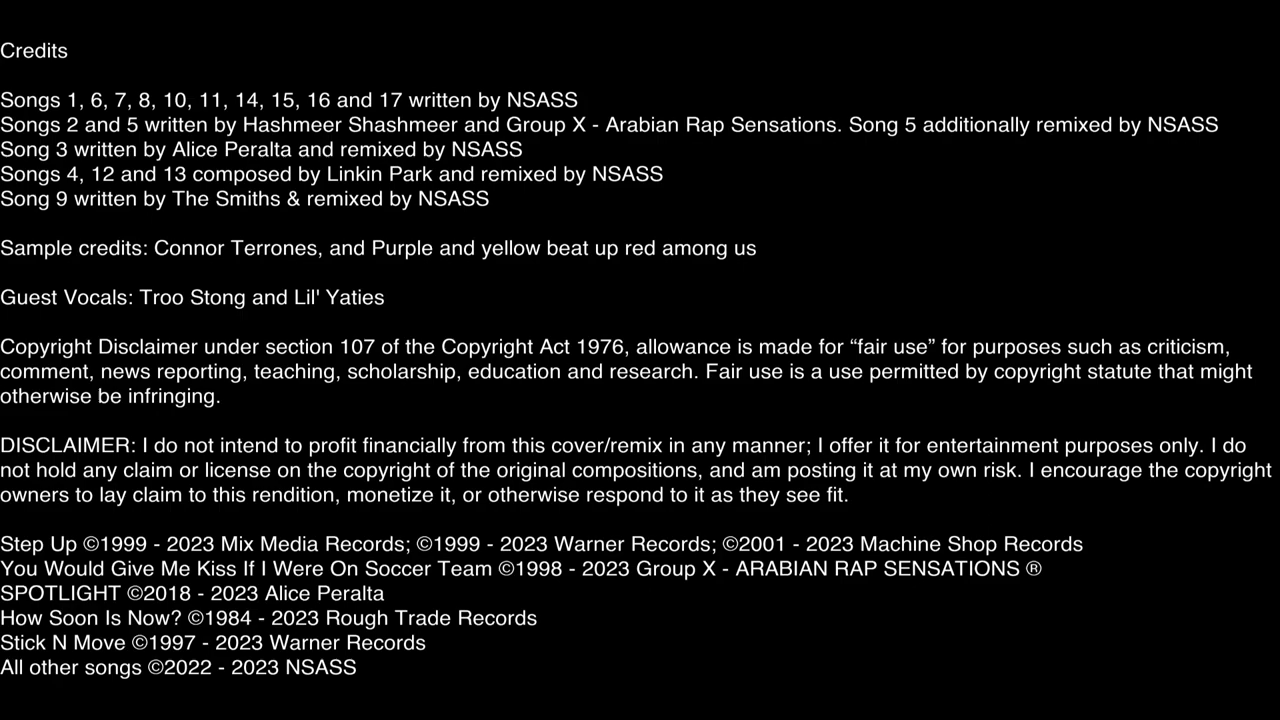 Credits
Songs 1, 6, 7, 8, 10, 11, 14, 15, 16 and 17 written by NSASS
Songs 2 and 5 written by Hashmeer Shashmeer and Group X - Arabian Rap Sensations. Song 5 additionally remixed by NSASS
Song 3 written by Alice Peralta and remixed by NSASS
Songs 4, 12 and 13 composed by Linkin Park and remixed by NSASS
Song 9 written by The Smiths & remixed by NSASS
Sample credits: Connor Terrones, and Purple and yellow beat up red among us
Guest Vocals: Troo Stong and Lil' Yaties
Copyright Disclaimer under section 107 of the Copyright Act 1976, allowance is made for “fair use” for purposes such as criticism,
comment, news reporting, teaching, scholarship, education and research. Fair use is a use permitted by copyright statute that might
otherwise be infringing.
DISCLAIMER: I do not intend to profit financially from this cover/remix in any manner; I offer it for entertainment purposes only. I do
not hold any claim or license on the copyright of the original compositions, and am posting it at my own risk. I encourage the copyright
owners to lay claim to this rendition, monetize it, or otherwise respond to it as they see fit.
Step Up ©1999 - 2023 Mix Media Records; ©1999 - 2023 Warner Records; ©2001 - 2023 Machine Shop Records
You Would Give Me Kiss If I Were On Soccer Team ©1998 - 2023 Group X - ARABIAN RAP SENSATIONS ®
SPOTLIGHT ©2018 - 2023 Alice Peralta
How Soon Is Now? ©1984 - 2023 Rough Trade Records
Stick N Move ©1997 - 2023 Warner Records
All other songs ©2022 - 2023 NSASS